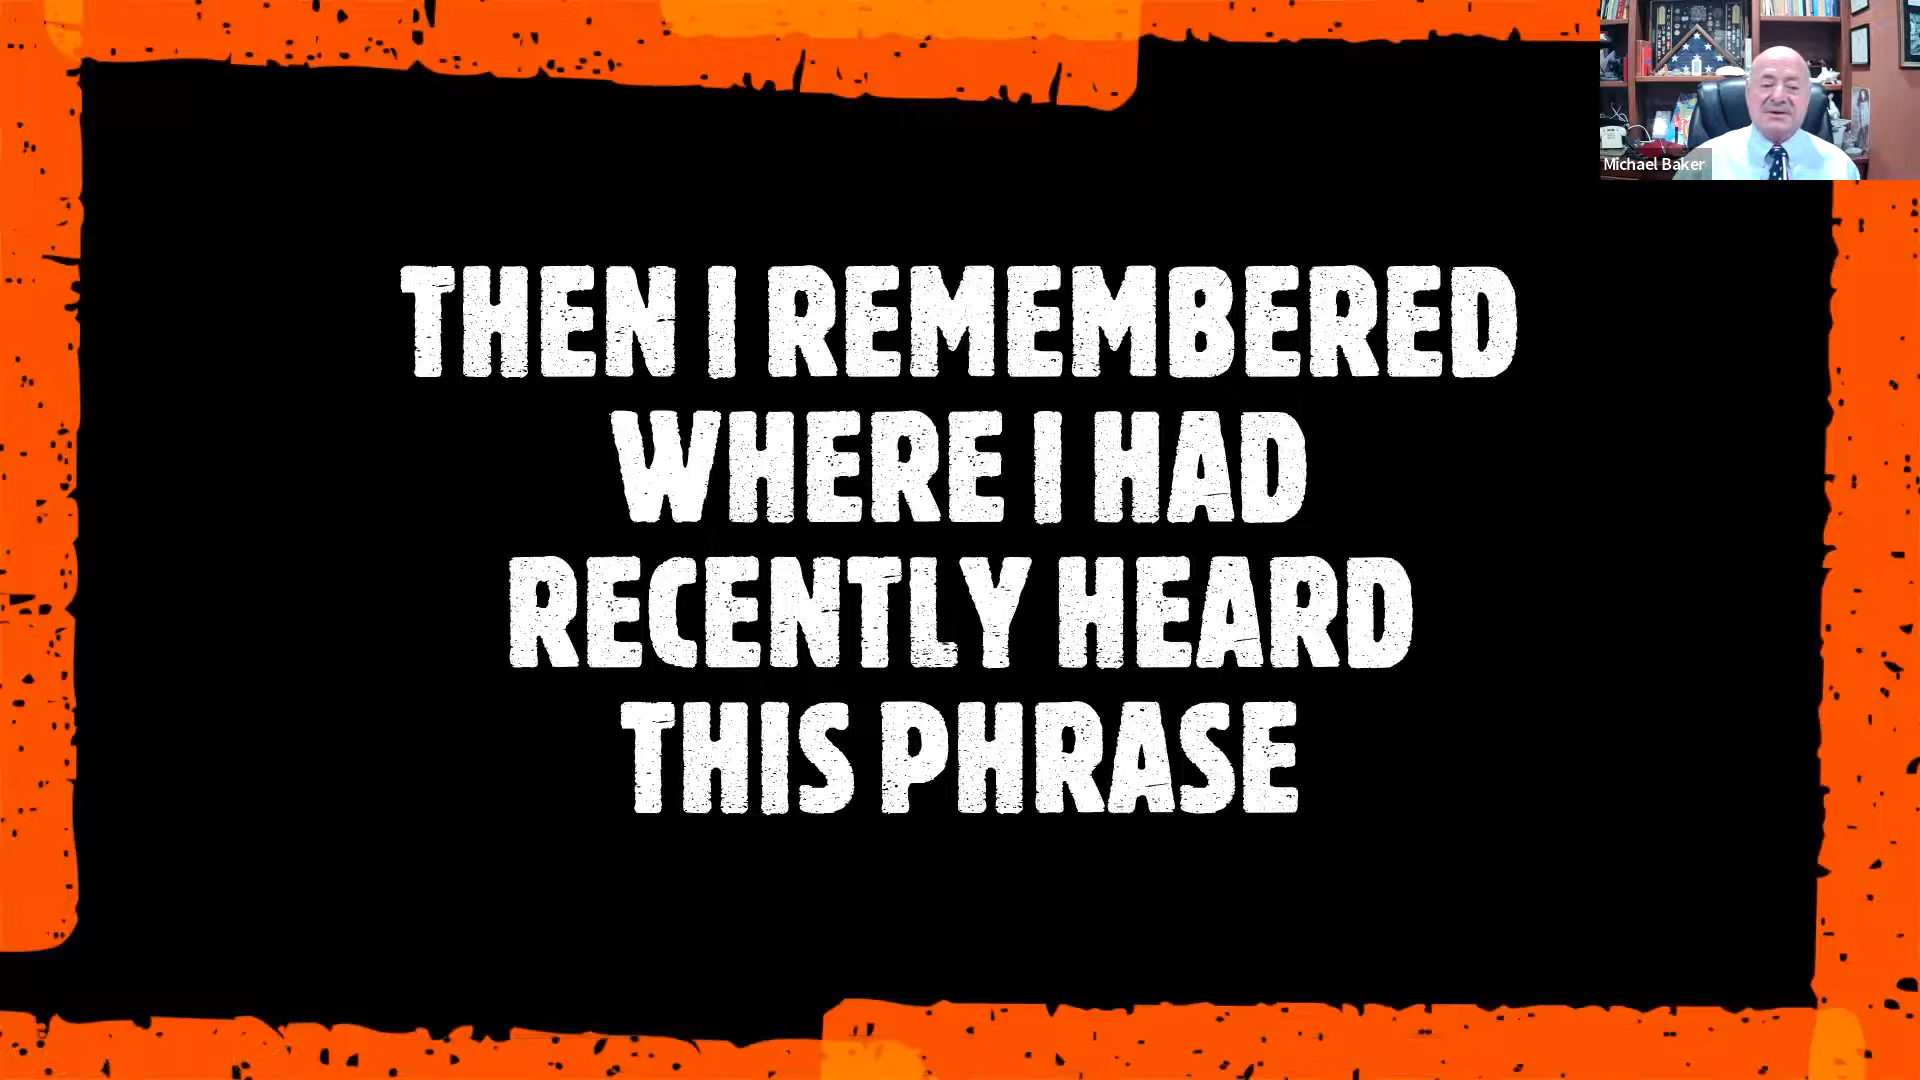 Michael Baker
THEN I REMEMBERED
WHERE I HAD
RECENTLY HEARD
THIS PHRASE